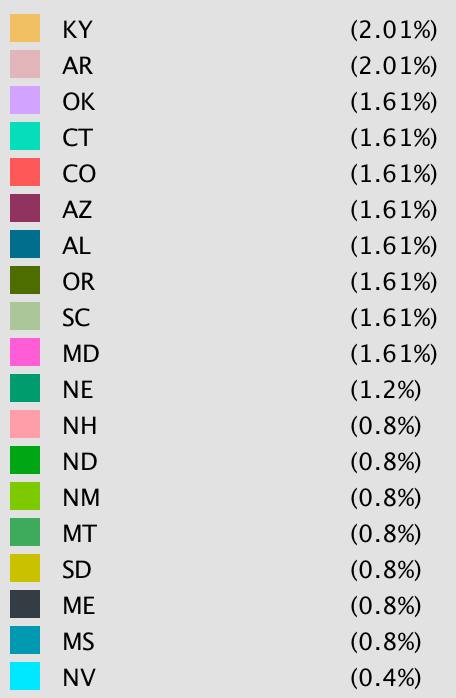 KY (2.01%)
AR (2.01%)
OK (1.61%)
CT (1.61%)
CO (1.61%)
AZ (1.61%)
AL (1.61%)
OR (1.61%)
SC (1.61%)
MD (1.61%)
NE (1.2%)
NH (0.8%)
ND (0.8%)
NM (0.8%)
MT (0.8%)
SD (0.8%)
ME (0.8%)
MS (0.8%)
NV (0.4%)